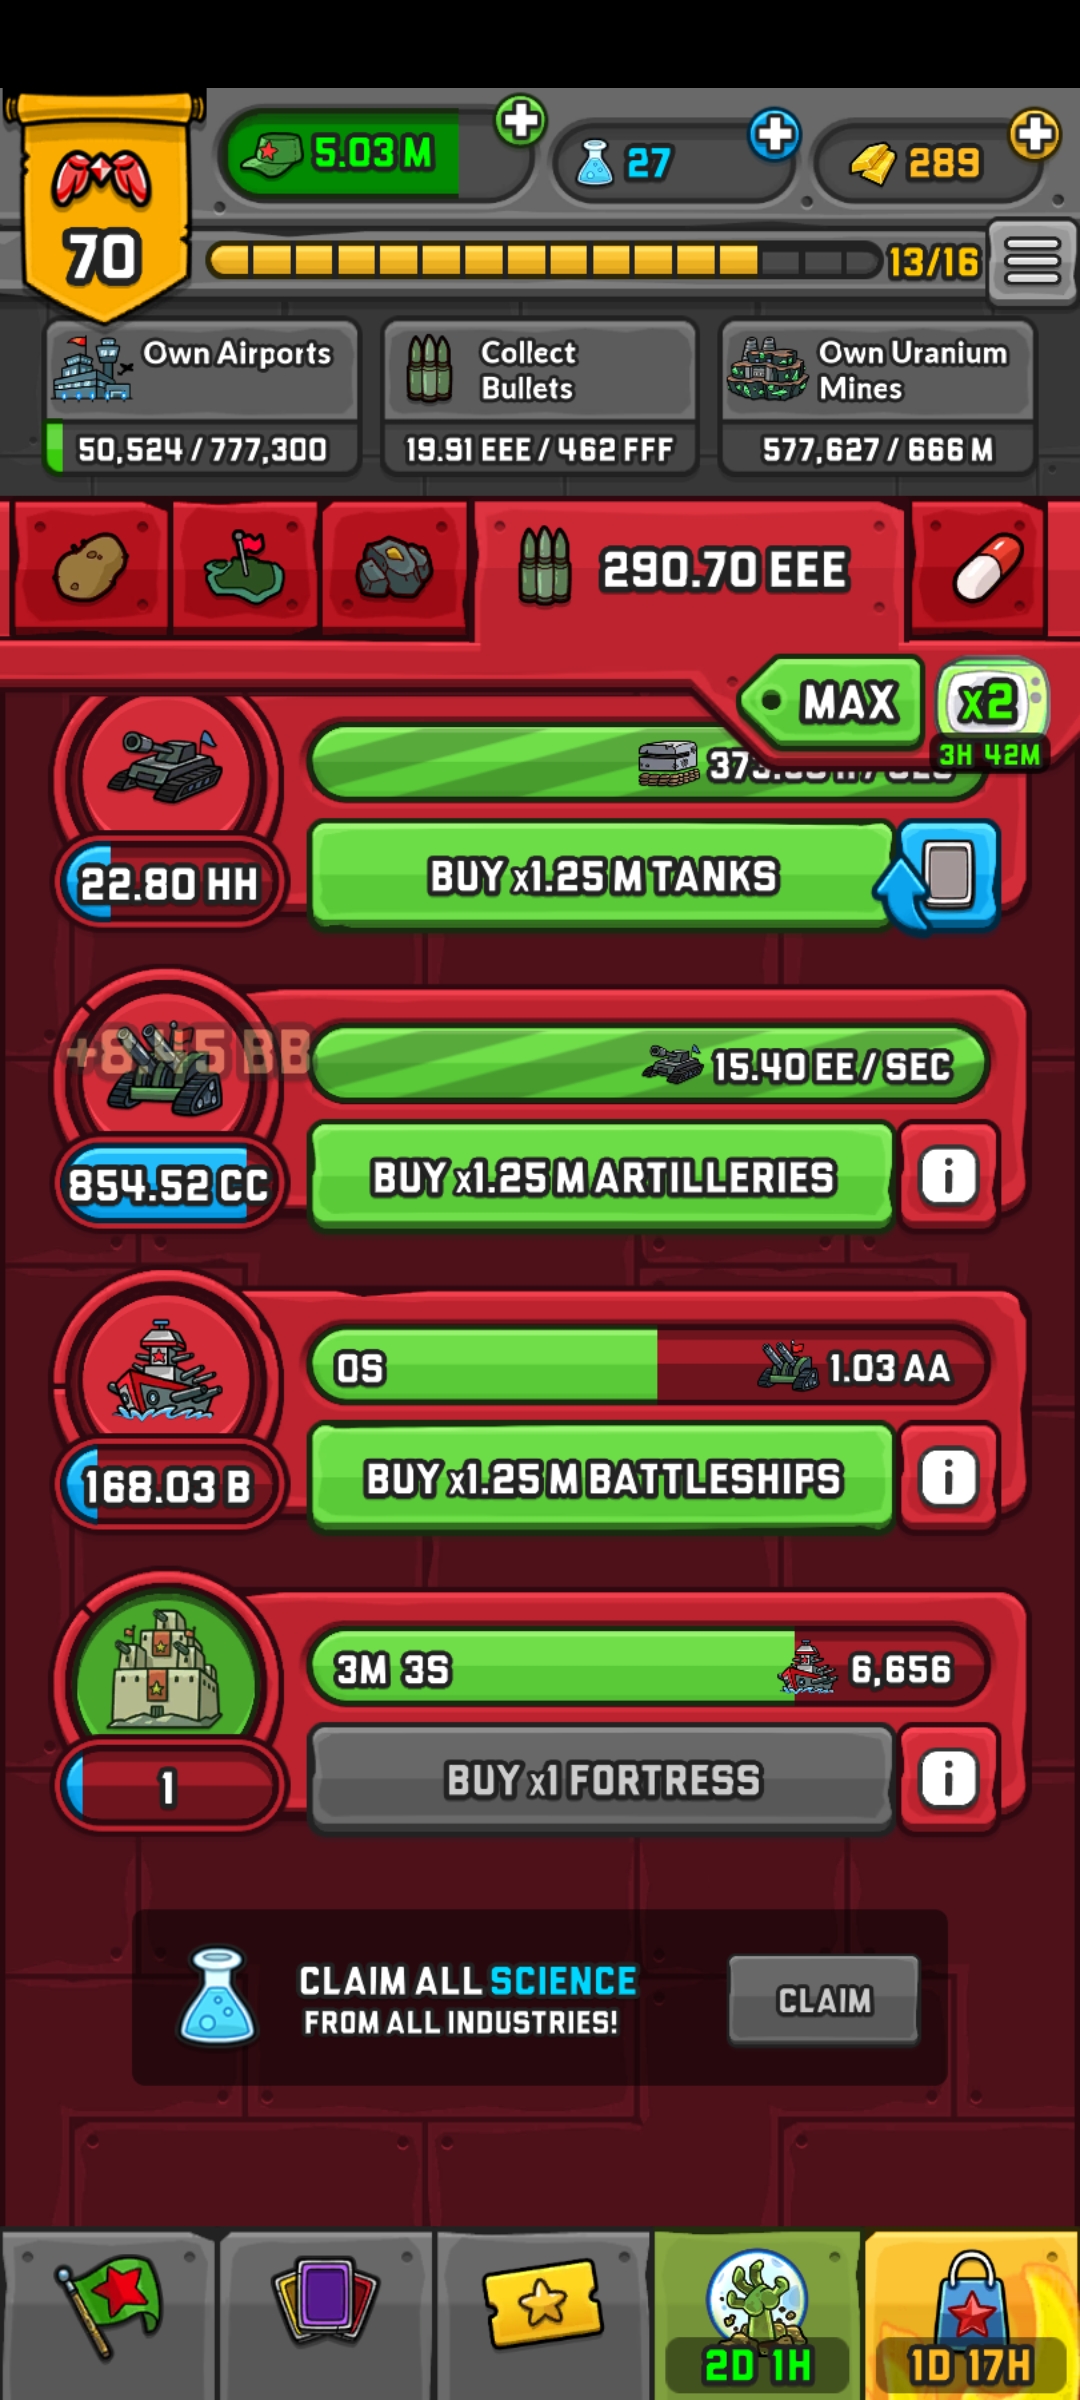 5.03 M
27
289
70
13/16
Own Airports
50,524 / 777,300
Collect
Bullets
19.91 EEE / 462 FFF
Own Uranium
Mines
577,627 / 666 M
290.70 EEE
MAX
x2
3H 42M
22.80 HH
BUY x1.25 M TANKS
+8.45 BB
15.40 EE / SEC
854.52 CC
BUY x1.25 M ARTILLERIES
i
0S
1.03 AA
168.03 B
BUY x1.25 M BATTLESHIPS
i
3M 3S
6,656
1
BUY x1 FORTRESS
i
CLAIM ALL SCIENCE
FROM ALL INDUSTRIES!
CLAIM
2D 1H
1D 17H